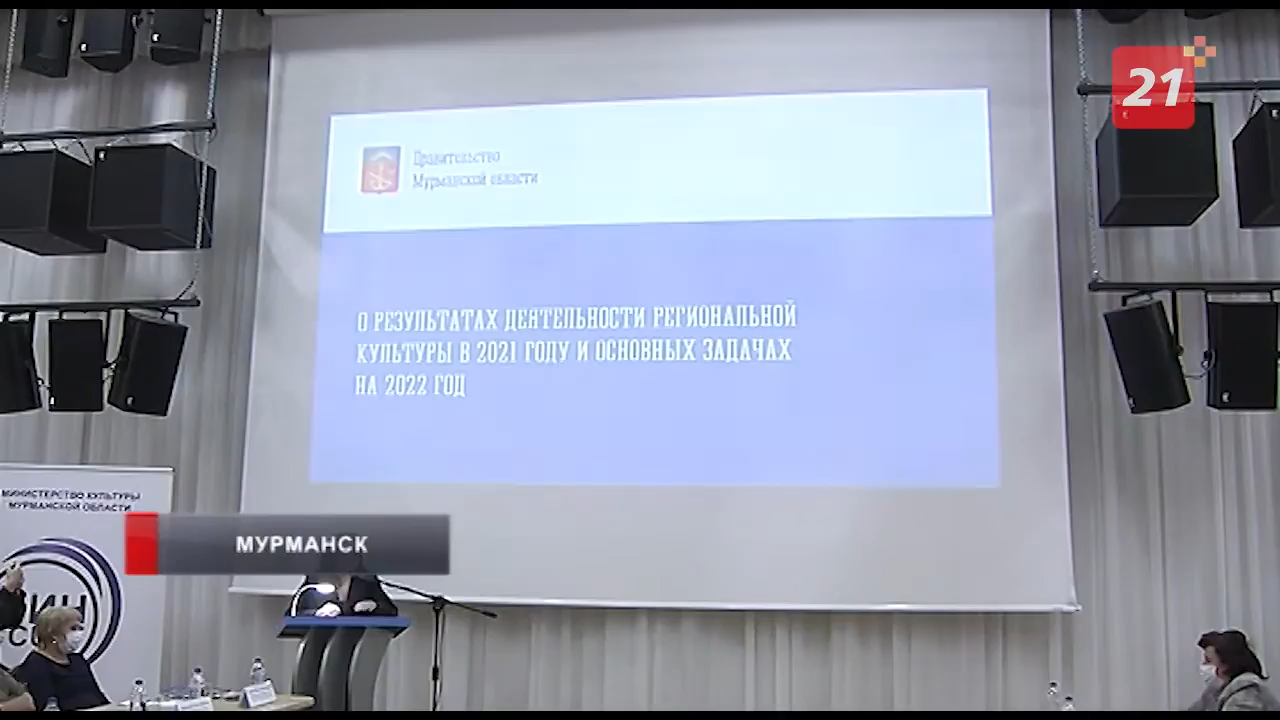 21
Правительство
Мурманской области
О РЕЗУЛЬТАТАХ ДЕЯТЕЛЬНОСТИ РЕГИОНАЛЬНОЙ
КУЛЬТУРЫ В 2021 ГОДУ И ОСНОВНЫХ ЗАДАЧАХ
НА 2022 ГОД
МИНИСТЕРСТВО КУЛЬТУРЫ
МУРМАНСКОЙ ОБЛАСТИ
МУРМАНСК